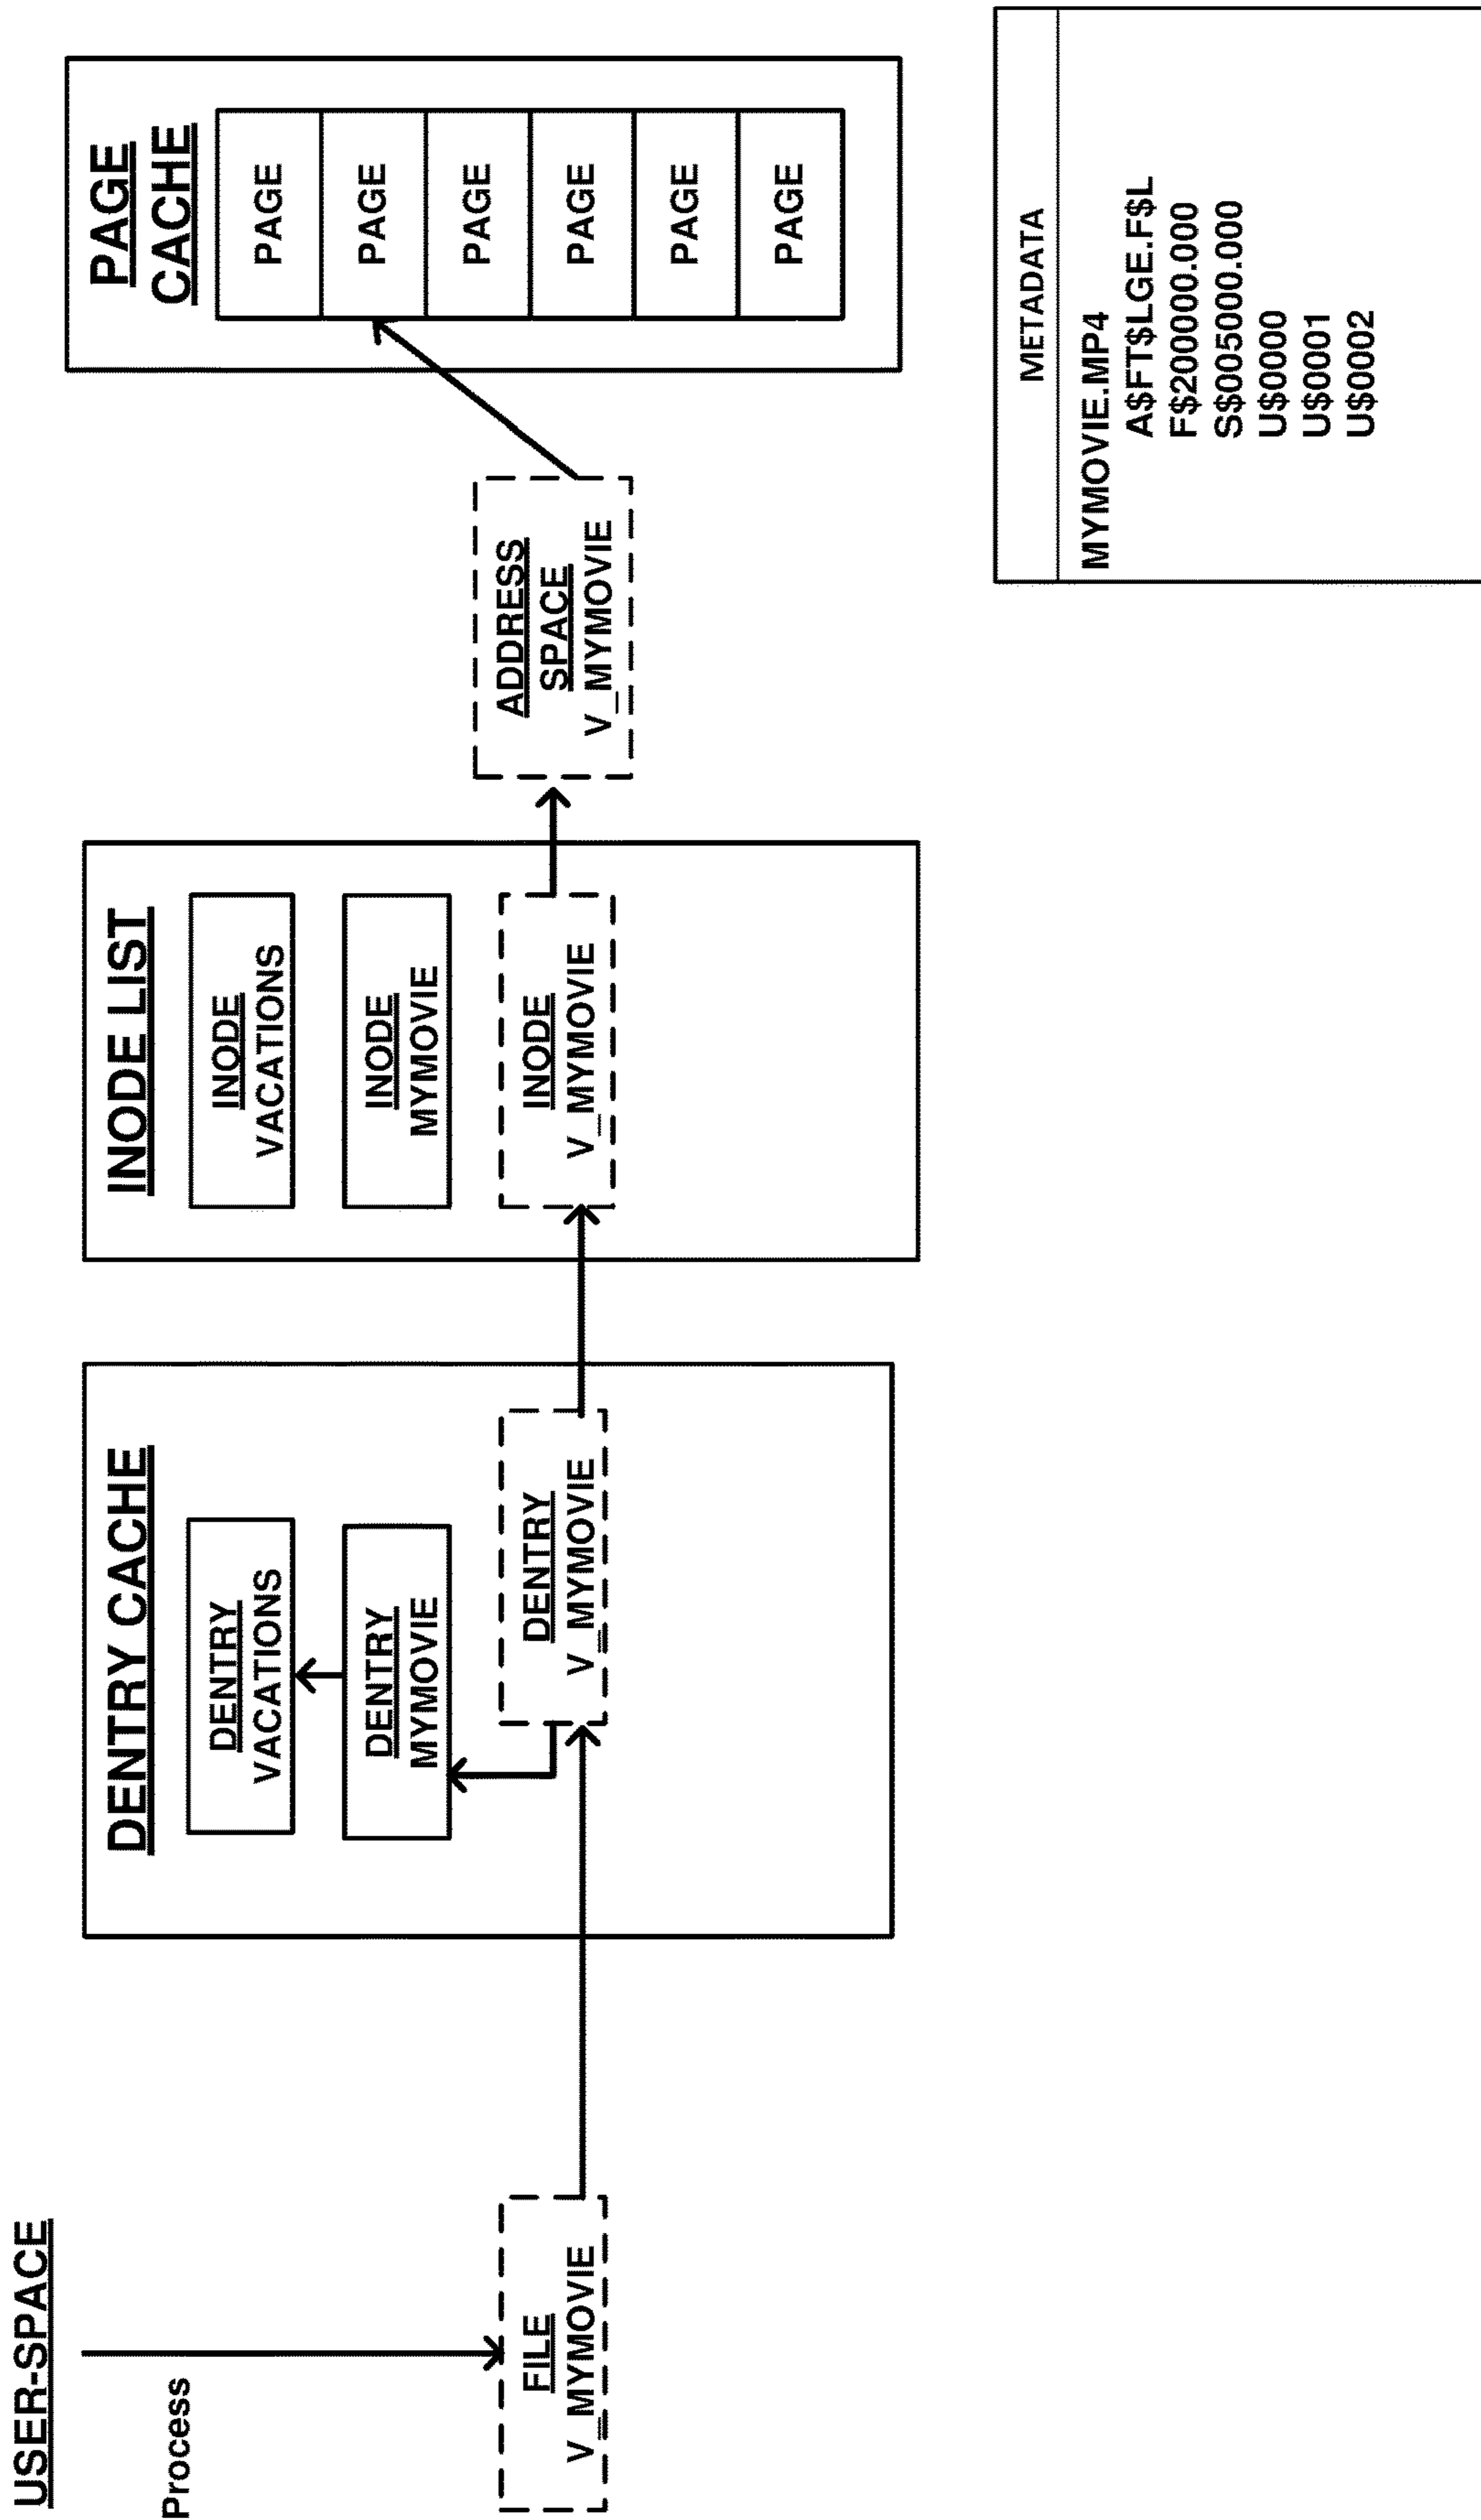 USER-SPACE
Process
FILE
V_MYMOVIE
DENTRY CACHE
DENTRY
VACATIONS
DENTRY
MYMOVIE
DENTRY
V_MYMOVIE
INODE LIST
INODE
VACATIONS
INODE
MYMOVIE
INODE
V_MYMOVIE
ADDRESS
SPACE
V_MYMOVIE
PAGE
CACHE
PAGE
PAGE
PAGE
PAGE
PAGE
PAGE
METADATA
MYMOVIE.MP4
A$FT$LGE.F$L
F$200000.000
S$005000.000
U$0000
U$0001
U$0002